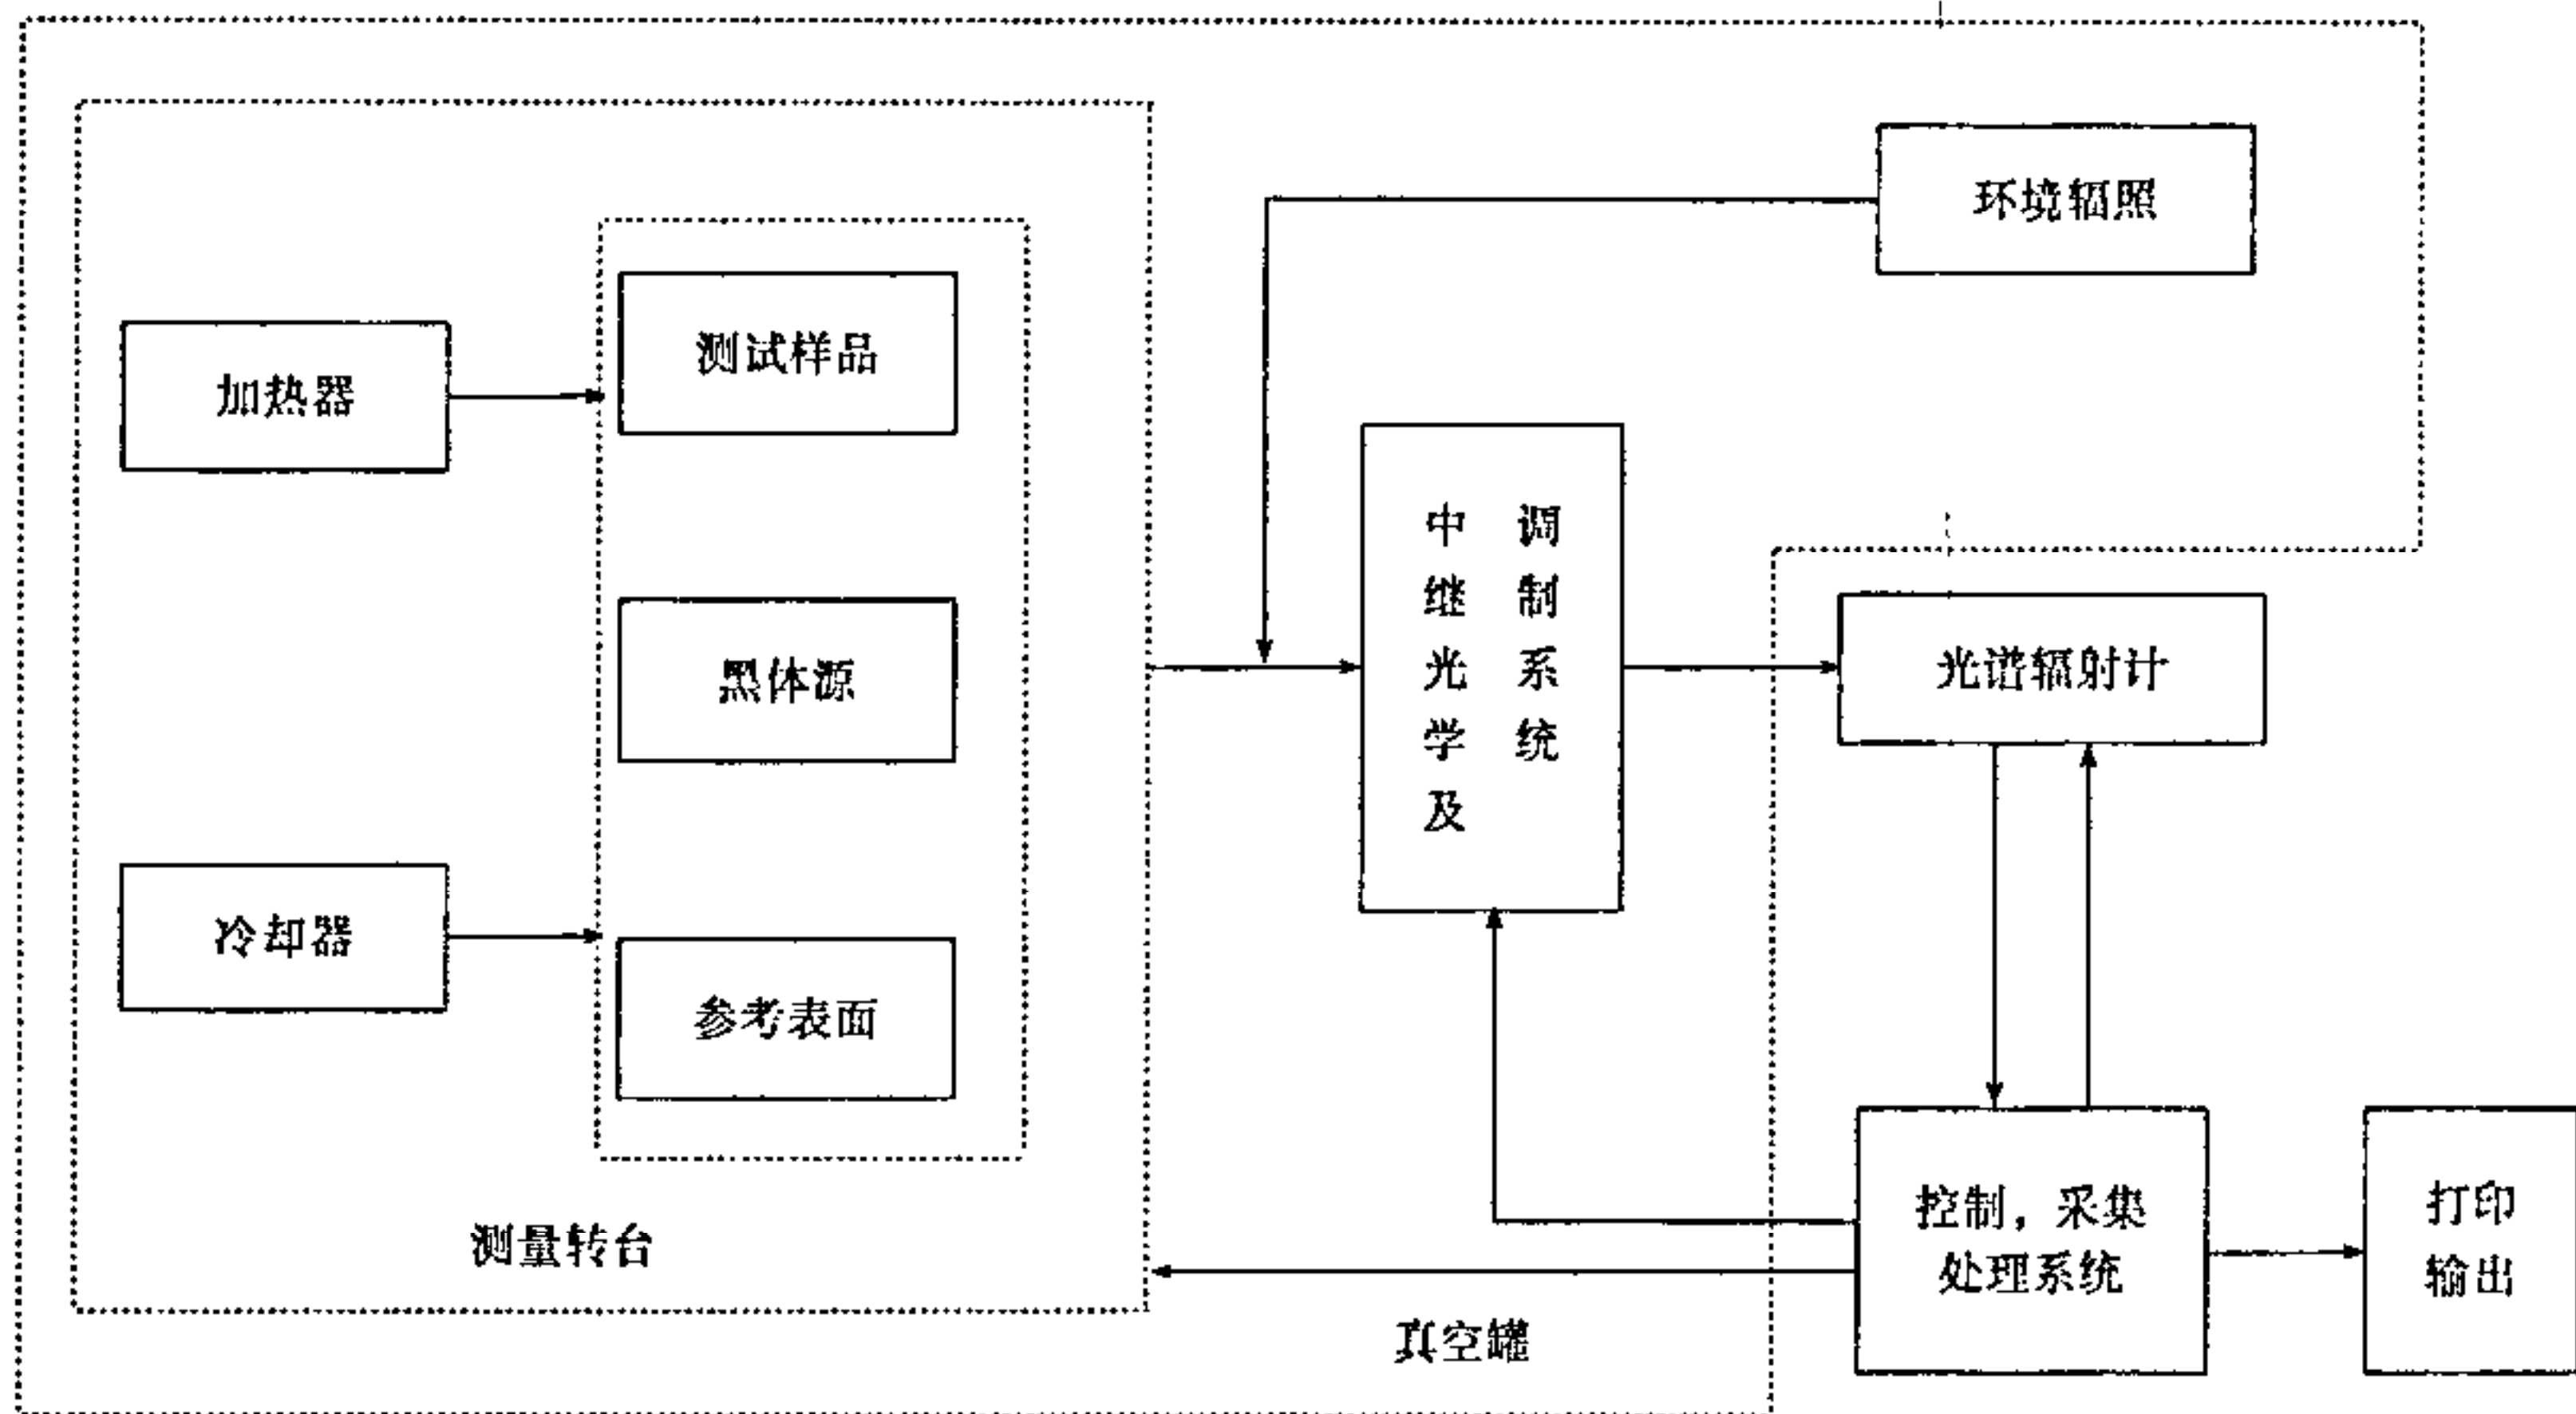 环境辐照
测试样品
加热器
中继光学及
调制系统
黑体源
光谱辐射计
冷却器
参考表面
控制，采集
处理系统
打印
输出
测量转台
真空罐